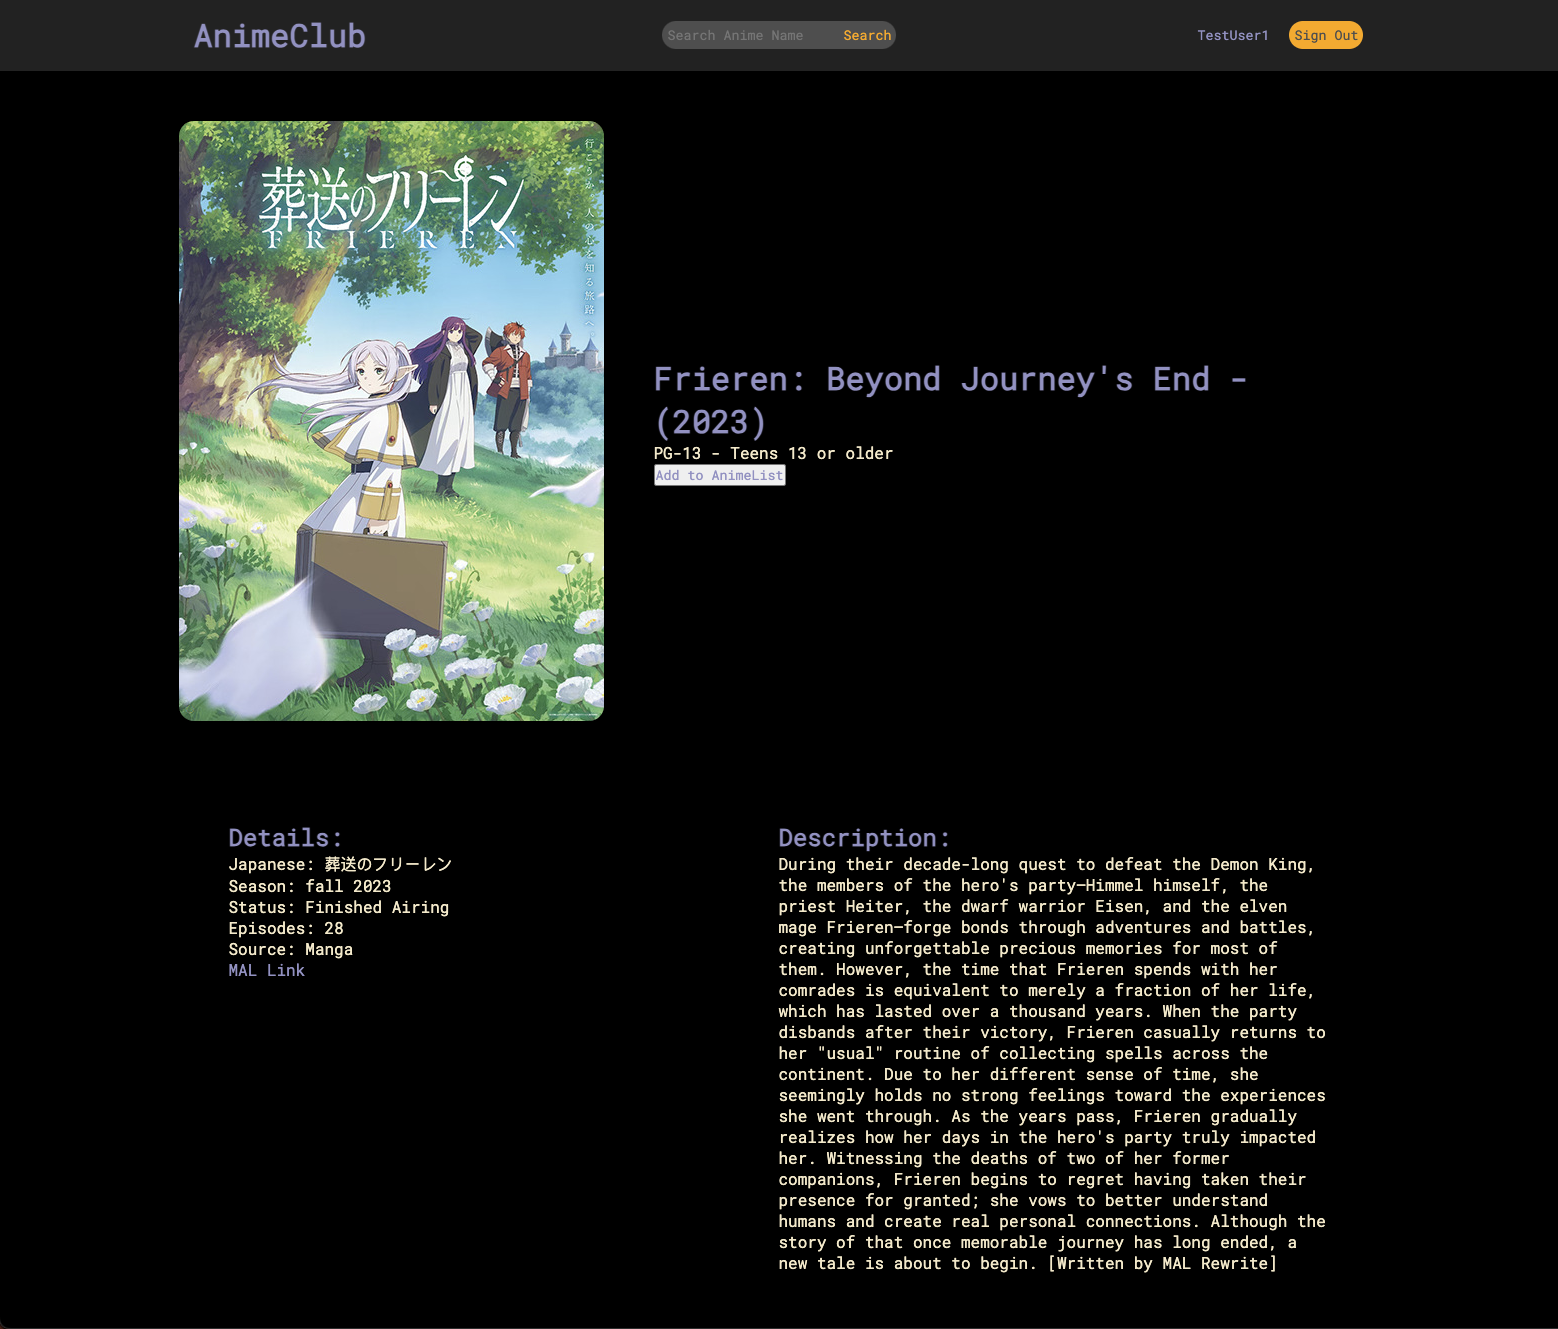 AnimeClub
Search Anime Name Search
TestUser1 Sign Out
行こうか、人の心を知る旅路へ。
葬送のフリーレン
FRIEREN
Frieren: Beyond Journey's End -
(2023)
PG-13 - Teens 13 or older
Add to AnimeList
Details:
Japanese: 葬送のフリーレン
Season: fall 2023
Status: Finished Airing
Episodes: 28
Source: Manga
MAL Link
Description:
During their decade-long quest to defeat the Demon King,
the members of the hero's party—Himmel himself, the
priest Heiter, the dwarf warrior Eisen, and the elven
mage Frieren—forge bonds through adventures and battles,
creating unforgettable precious memories for most of
them. However, the time that Frieren spends with her
comrades is equivalent to merely a fraction of her life,
which has lasted over a thousand years. When the party
disbands after their victory, Frieren casually returns to
her "usual" routine of collecting spells across the
continent. Due to her different sense of time, she
seemingly holds no strong feelings toward the experiences
she went through. As the years pass, Frieren gradually
realizes how her days in the hero's party truly impacted
her. Witnessing the deaths of two of her former
companions, Frieren begins to regret having taken their
presence for granted; she vows to better understand
humans and create real personal connections. Although the
story of that once memorable journey has long ended, a
new tale is about to begin. [Written by MAL Rewrite]